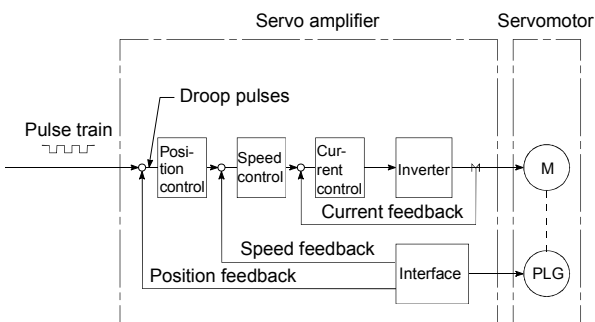 Servo amplifier
Servomotor
Droop pulses
Pulse train
Posi-
tion
control
Speed
control
Cur-
rent
control
Inverter
M
Current feedback
Speed feedback
Position feedback
Interface
PLG